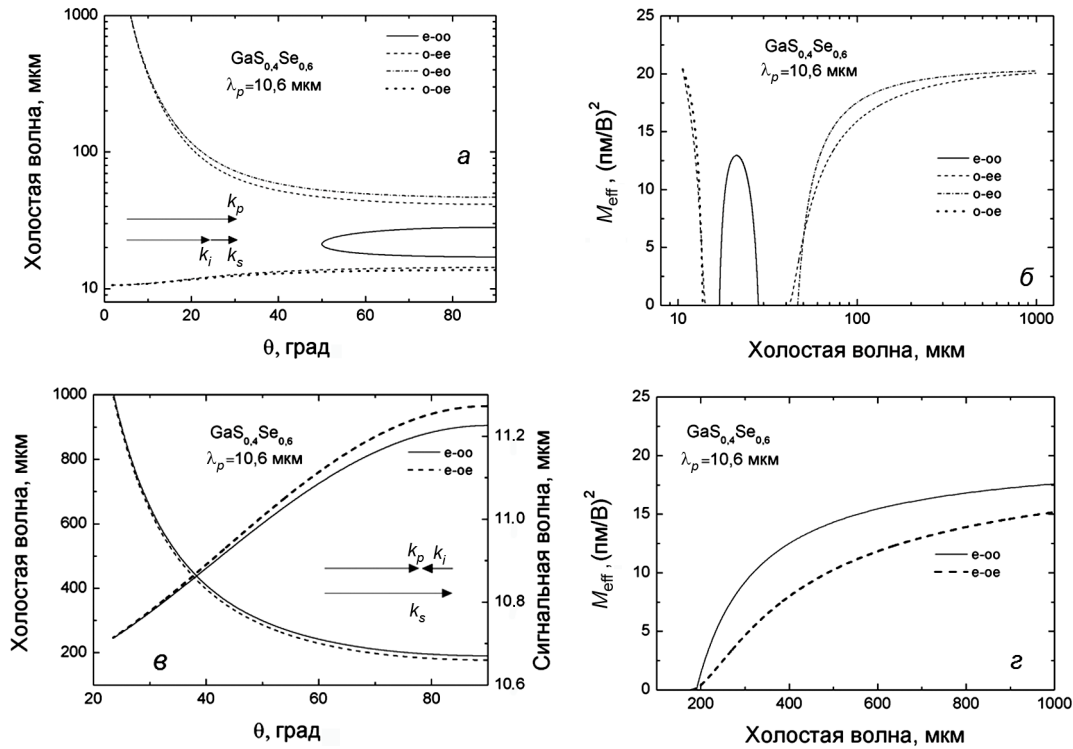 1000
100
10
Холостая волна, мкм
0 20 40 60 80
θ, град
GaS0,4Se0,6
λp=10,6 мкм
e-oo
o-ee
o-eo
o-oe
а
kp
ki ks
25
20
15
10
5
0
Meff , (пм/В)2
10 100 1000
Холостая волна, мкм
GaS0,4Se0,6
λp=10,6 мкм
e-oo
o-ee
o-eo
o-oe
б
1000
800
600
400
200
Холостая волна, мкм
20 40 60 80
θ, град
11,2
11,0
10,8
10,6
Сигнальная волна, мкм
GaS0,4Se0,6
λp=10,6 мкм
e-oo
e-oe
kp ki
ks
в
25
20
15
10
5
0
Meff , (пм/В)2
200 400 600 800 1000
Холостая волна, мкм
GaS0,4Se0,6
λp=10,6 мкм
e-oo
e-oe
г